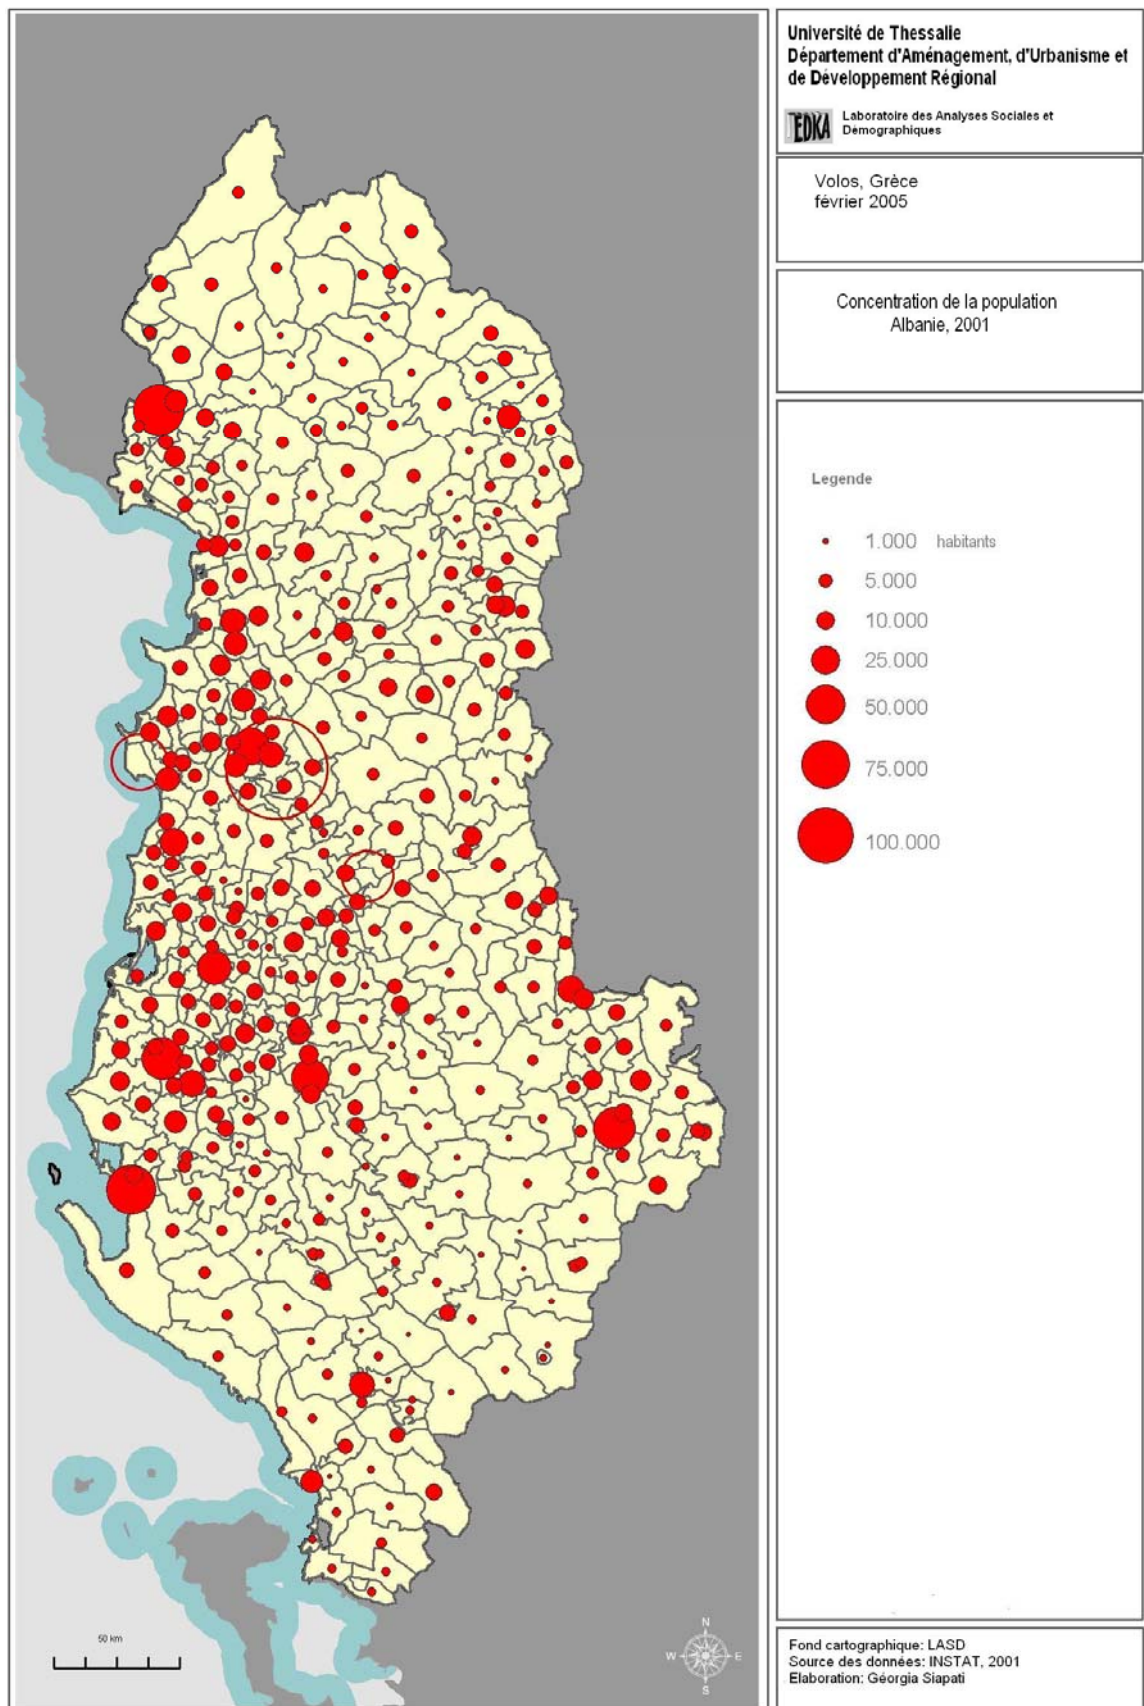 Université de Thessalie
Département d'Aménagement, d'Urbanisme et
de Développement Régional
EDKA
Laboratoire des Analyses Sociales et
Démographiques
Volos, Grèce
février 2005
Concentration de la population
Albanie, 2001
Legende
1.000 habitants
5.000
10.000
25.000
50.000
75.000
100.000
50 km
N
W E
S
Fond cartographique: LASD
Source des données: INSTAT, 2001
Elaboration: Géorgia Siapati